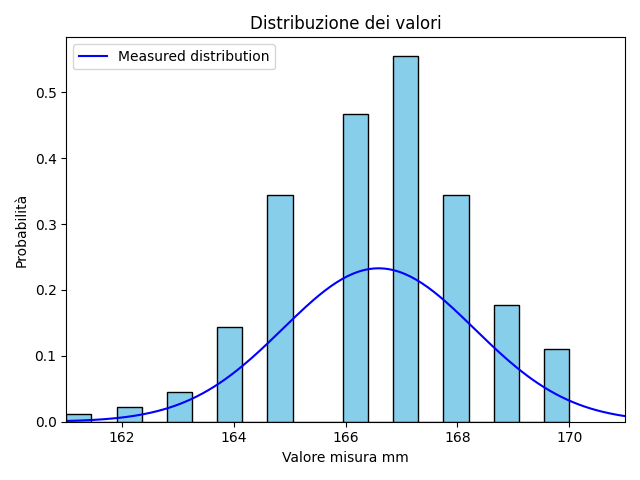 Distribuzione dei valori
Measured distribution
Probabilità
0.5
0.4
0.3
0.2
0.1
0.0
162 164 166 168 170
Valore misura mm